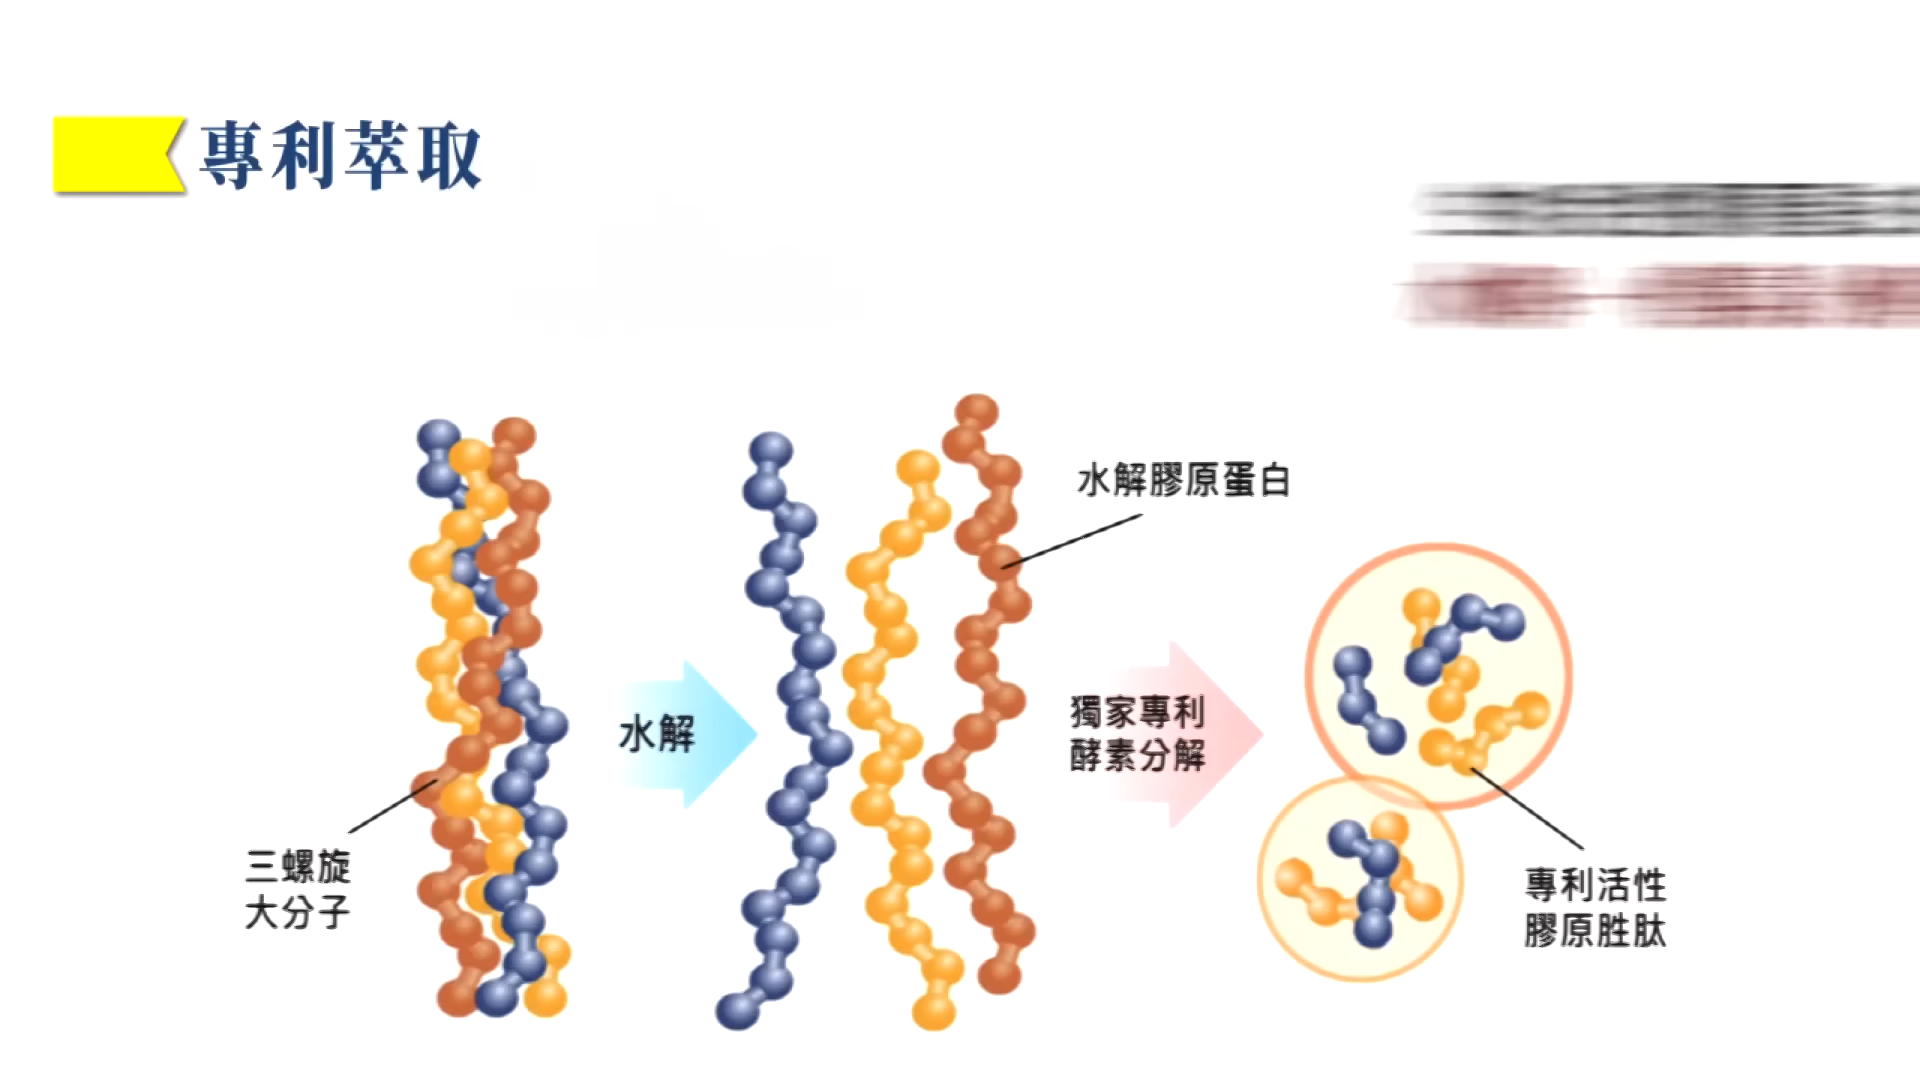 專利萃取
水解膠原蛋白
水解
獨家專利
酵素分解
三螺旋
大分子
專利活性
膠原胜肽